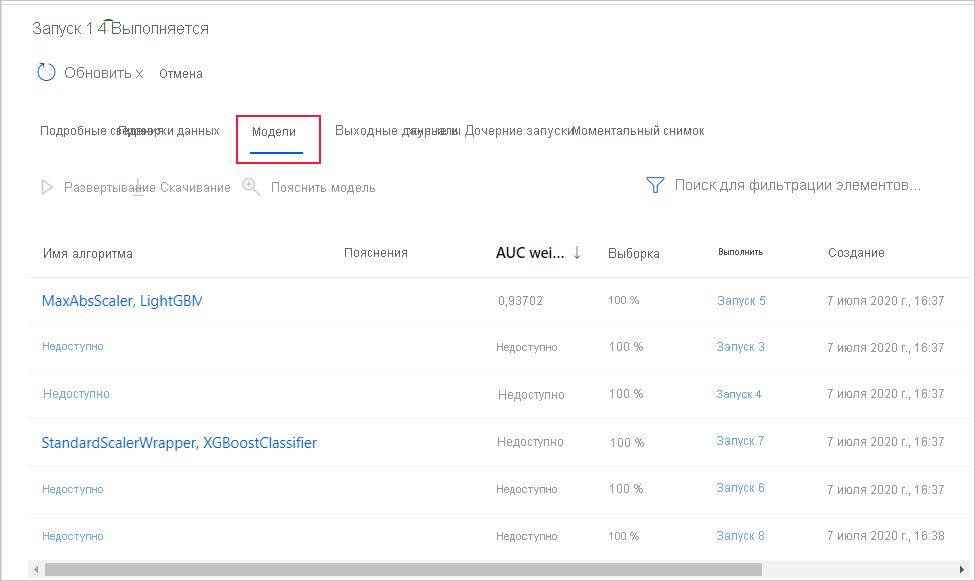 Запуск 1 4 Выполняется
Обновить x Отмена
Подробные сведения Проверки данных Модели Выходные данные журналы Дочерние запуски Моментальный снимок
Развертывание Скачивание Пояснить модель Поиск для фильтрации элементов...
Имя алгоритма Пояснения AUC wei... ↓ Выборка Выполнить Создание
MaxAbsScaler, LightGBM 0,93702 100 % Запуск 5 7 июля 2020 г., 16:37
Недоступно Недоступно 100 % Запуск 3 7 июля 2020 г., 16:37
Недоступно Недоступно 100 % Запуск 4 7 июля 2020 г., 16:37
StandardScalerWrapper, XGBoostClassifier Недоступно 100 % Запуск 7 7 июля 2020 г., 16:37
Недоступно Недоступно 100 % Запуск 6 7 июля 2020 г., 16:37
Недоступно Недоступно 100 % Запуск 8 7 июля 2020 г., 16:38